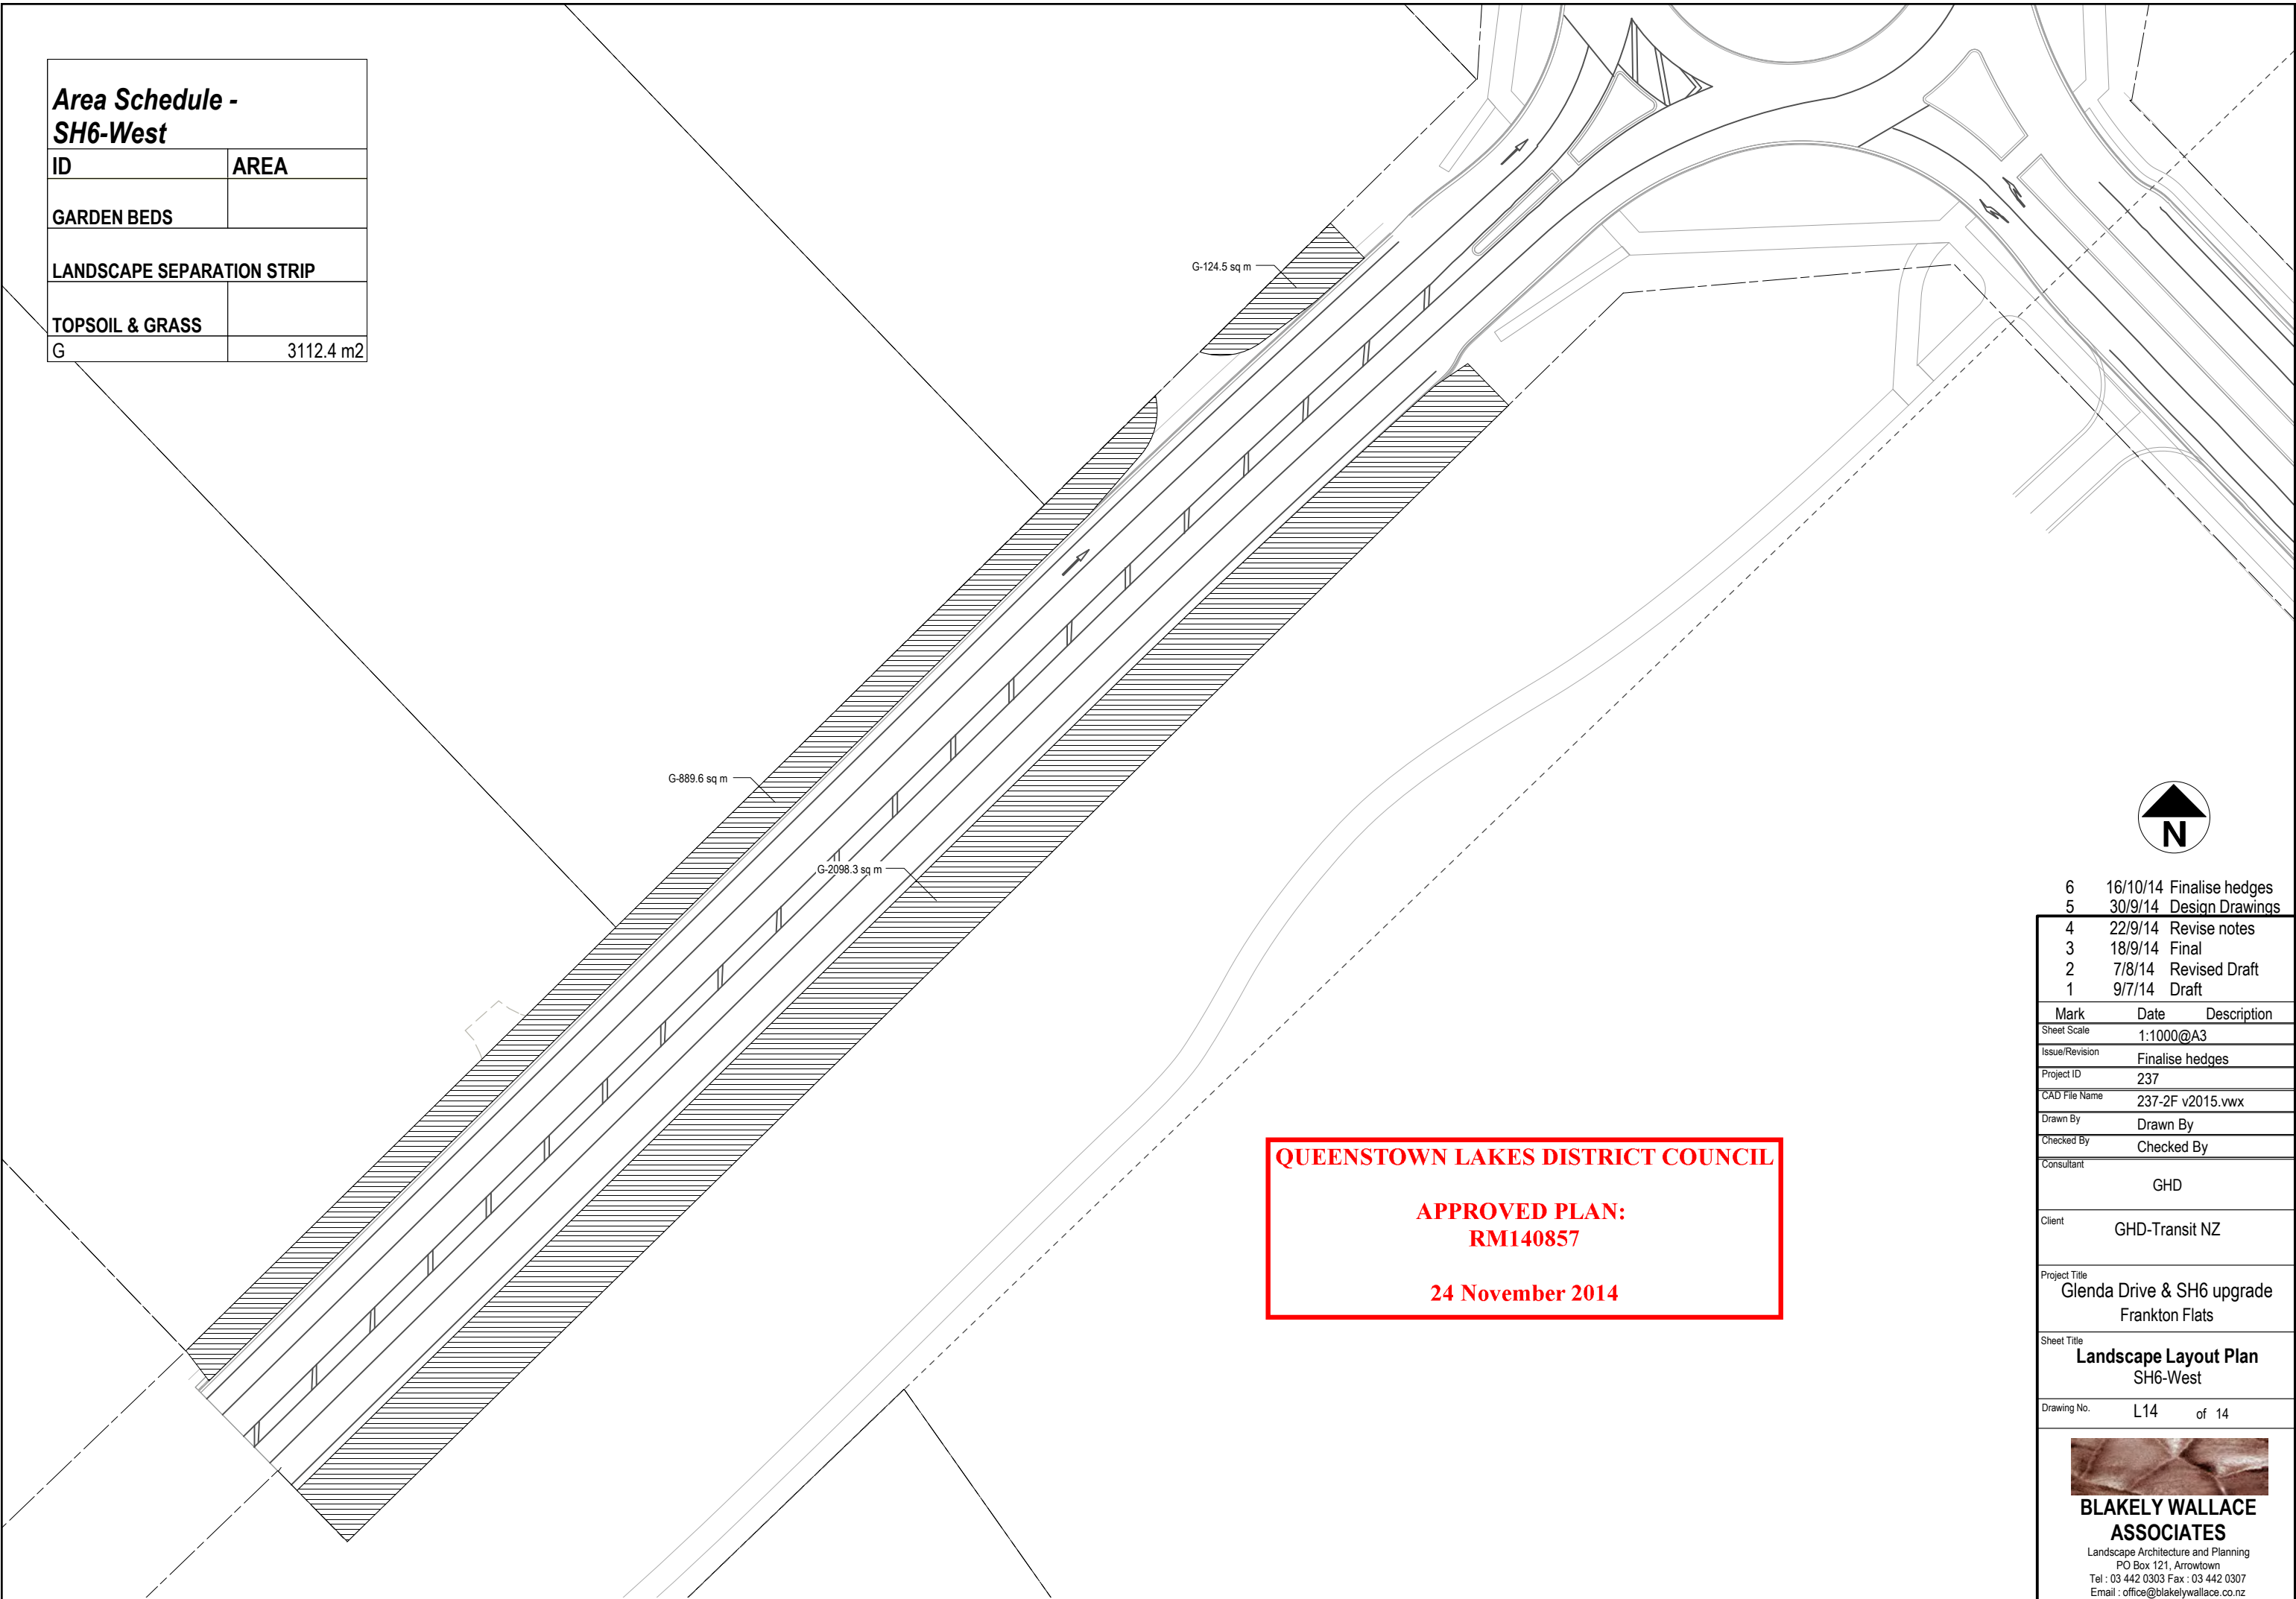 Area Schedule -
SH6-West
ID AREA
GARDEN BEDS
LANDSCAPE SEPARATION STRIP
TOPSOIL & GRASS
G 3112.4 m2
G-124.5 sq m
G-889.6 sq m
G-2098.3 sq m
QUEENSTOWN LAKES DISTRICT COUNCIL
APPROVED PLAN:
RM140857
24 November 2014
N
6 16/10/14 Finalise hedges
5 30/9/14 Design Drawings
4 22/9/14 Revise notes
3 18/9/14 Final
2 7/8/14 Revised Draft
1 9/7/14 Draft
Mark Date Description
Sheet Scale 1:1000@A3
Issue/Revision Finalise hedges
Project ID 237
CAD File Name 237-2F v2015.vwx
Drawn By Drawn By
Checked By Checked By
Consultant
GHD
Client GHD-Transit NZ
Project Title
Glenda Drive & SH6 upgrade
Frankton Flats
Sheet Title
Landscape Layout Plan
SH6-West
Drawing No. L14 of 14
BLAKELY WALLACE
ASSOCIATES
Landscape Architecture and Planning
PO Box 121, Arrowtown
Tel : 03 442 0303 Fax : 03 442 0307
Email : office@blakelywallace.co.nz